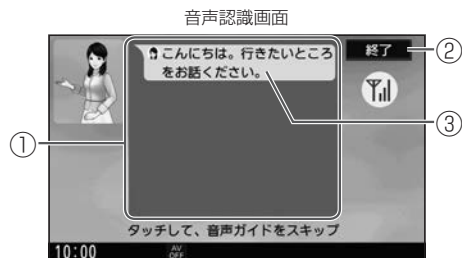 音声認識画面
こんにちは。行きたいところ
をお話ください。
終了
②
①
③
タッチして、音声ガイドをスキップ
10:00
AV
OFF